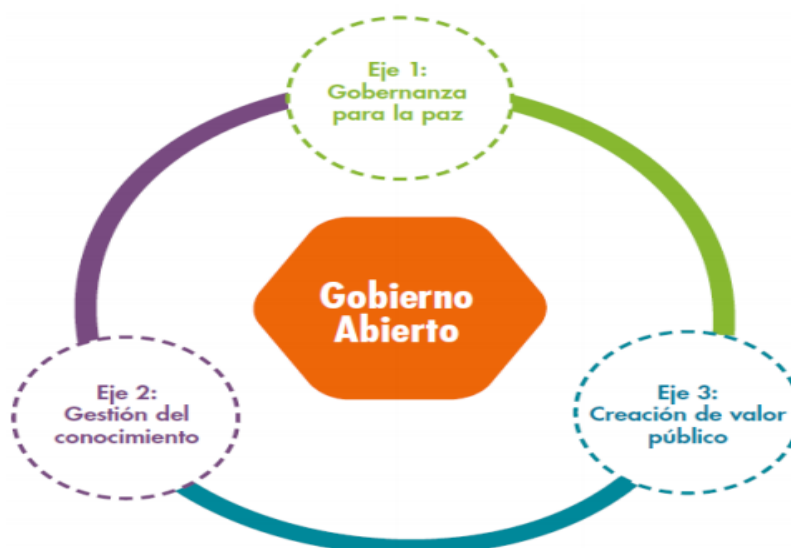 Eje 1:
Gobernanza
para la paz
Gobierno
Abierto
Eje 2:
Gestión del
conocimiento
Eje 3:
Creación de valor
público